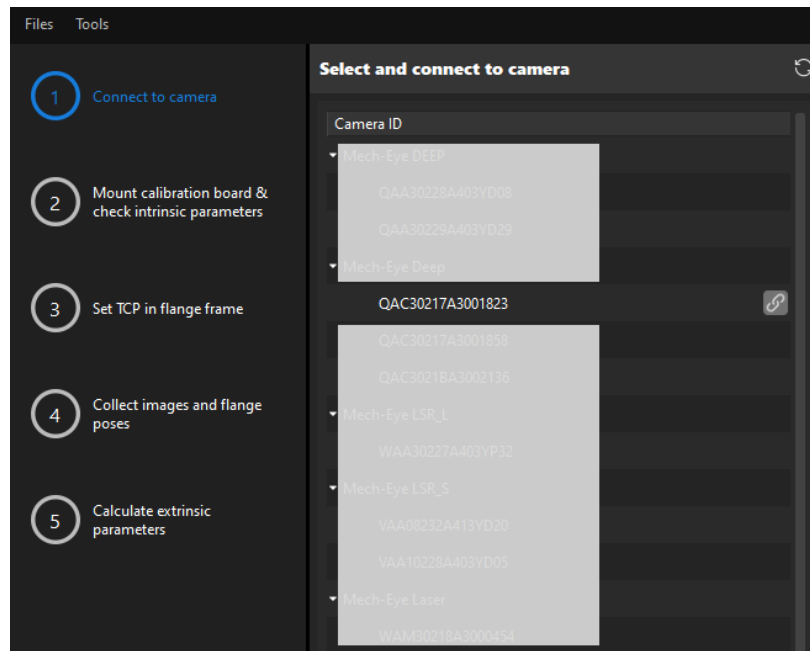 Files Tools
1 Connect to camera
2 Mount calibration board &
check intrinsic parameters
3 Set TCP in flange frame
4 Collect images and flange
poses
5 Calculate extrinsic
parameters
Select and connect to camera
Camera ID
Mech-Eye DEEP
QAA30228A403YD08
QAA30229A403YD29
Mech-Eye Deep
QAC30217A3001823
QAC30217A3001858
QAC3021BA3002136
Mech-Eye LSR_L
WAA30227A403YP32
Mech-Eye LSR_S
VAA08232A413YD20
VAA10228A403YD05
Mech-Eye Laser
WAM30218A3000454